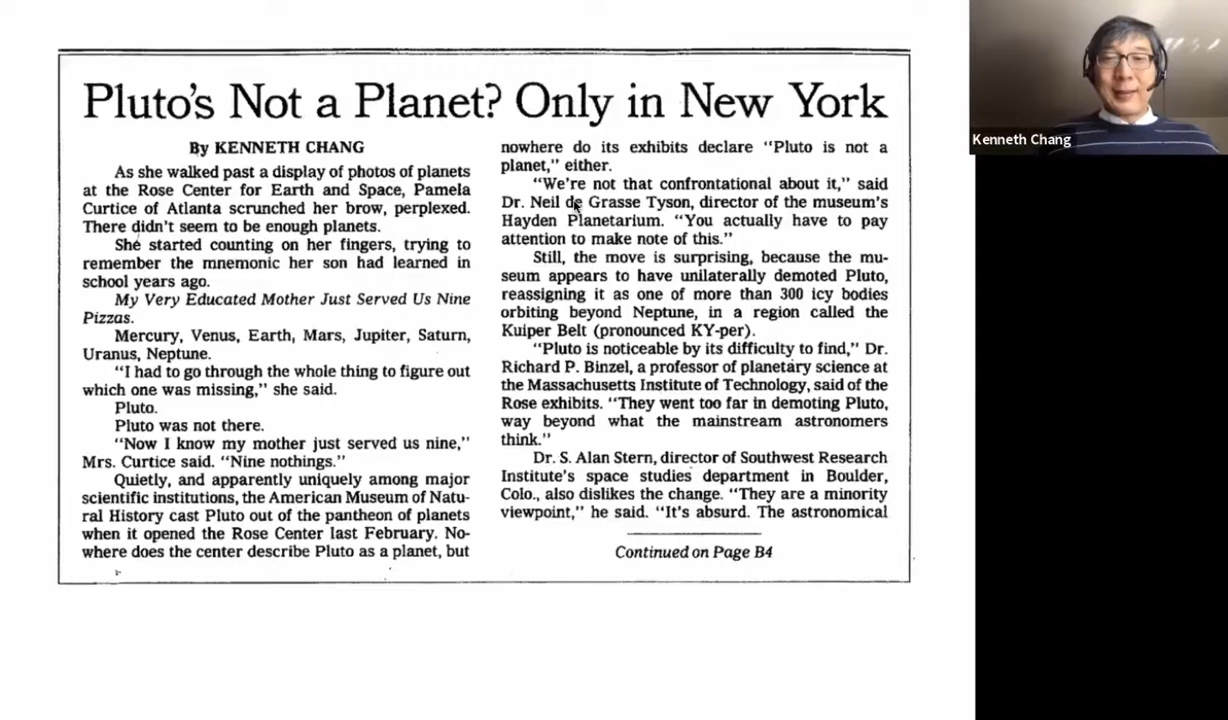 Pluto's Not a Planet? Only in New York
By KENNETH CHANG
As she walked past a display of photos of planets
at the Rose Center for Earth and Space, Pamela
Curtice of Atlanta scrunched her brow, perplexed.
There didn't seem to be enough planets.
She started counting on her fingers, trying to
remember the mnemonic her son had learned in
school years ago.
My Very Educated Mother Just Served Us Nine
Pizzas.
Mercury, Venus, Earth, Mars, Jupiter, Saturn,
Uranus, Neptune.
"I had to go through the whole thing to figure out
which one was missing," she said.
Pluto.
Pluto was not there.
"Now I know my mother just served us nine,"
Mrs. Curtice said. "Nine nothings."
Quietly, and apparently uniquely among major
scientific institutions, the American Museum of Natu-
ral History cast Pluto out of the pantheon of planets
when it opened the Rose Center last February. No-
where does the center describe Pluto as a planet, but
nowhere do its exhibits declare "Pluto is not a
planet," either.
"We're not that confrontational about it," said
Dr. Neil de Grasse Tyson, director of the museum's
Hayden Planetarium. "You actually have to pay
attention to make note of this."
Still, the move is surprising, because the mu-
seum appears to have unilaterally demoted Pluto,
reassigning it as one of more than 300 icy bodies
orbiting beyond Neptune, in a region called the
Kuiper Belt (pronounced KY-per).
"Pluto is noticeable by its difficulty to find," Dr.
Richard P. Binzel, a professor of planetary science at
the Massachusetts Institute of Technology, said of the
Rose exhibits. "They went too far in demoting Pluto,
way beyond what the mainstream astronomers
think."
Dr. S. Alan Stern, director of Southwest Research
Institute's space studies department in Boulder,
Colo., also dislikes the change. "They are a minority
viewpoint," he said. "It's absurd. The astronomical
Continued on Page B4
Kenneth Chang